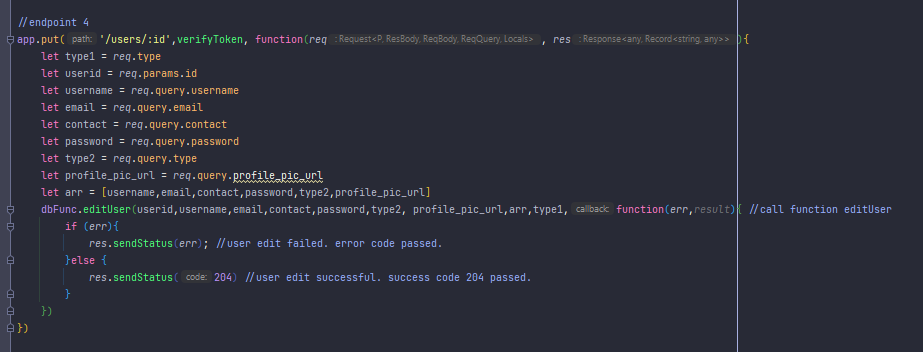 //endpoint 4
app.put( path: '/users/:id',verifyToken, function(req : Request<P, ResBody, ReqBody, ReqQuery, Locals> , res : Response<any, Record<string, any>> ){
let type1 = req.type
let userid = req.params.id
let username = req.query.username
let email = req.query.email
let contact = req.query.contact
let password = req.query.password
let type2 = req.query.type
let profile_pic_url = req.query.profile_pic_url
let arr = [username,email,contact,password,type2,profile_pic_url]
dbFunc.editUser(userid,username,email,contact,password,type2, profile_pic_url,arr,type1, callback: function(err,result){ //call function editUser
if (err){
res.sendStatus(err); //user edit failed. error code passed.
}else {
res.sendStatus( code: 204) //user edit successful. success code 204 passed.
}
})
})